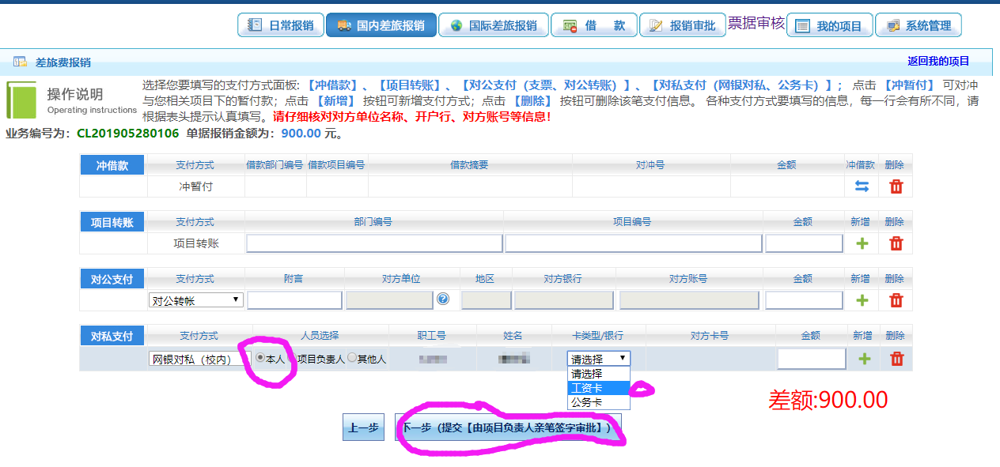 日常报销 国内差旅报销 国际差旅报销 借 款 报销审批 票据审核 我的项目 系统管理
差旅费报销 返回我的项目
操作说明
Operating instructions
选择您要填写的支付方式面板:【冲借款】、【项目转账】、【对公支付（支票、对公转账）】、【对私支付（网银对私、公务卡）】； 点击 【冲暂付】 可对冲
与您相关项目下的暂付款；点击 【新增】 按钮可新增支付方式；点击 【删除】 按钮可删除该笔支付信息。 各种支付方式要填写的信息，每一行会有所不同，请
根据表头提示认真填写。请仔细核对对方单位名称、开户行、对方账号等信息！
业务编号为：CL201905280106 单据报销金额为：900.00 元。
冲借款 支付方式 借款部门编号 借款项目编号 借款摘要 对冲号 金额 冲借款 删除
冲暂付
项目转账 支付方式 部门编号 项目编号 金额 新增 删除
项目转账
对公支付 支付方式 附言 对方单位 地区 对方银行 对方账号 金额 新增 删除
对公转帐
对私支付 支付方式 人员选择 职工号 姓名 卡类型/银行 对方卡号 金额 新增 删除
网银对私（校内） 本人 项目负责人 其他人 请选择
请选择
工资卡
公务卡
差额:900.00
上一步 下一步（提交【由项目负责人亲笔签字审批】）